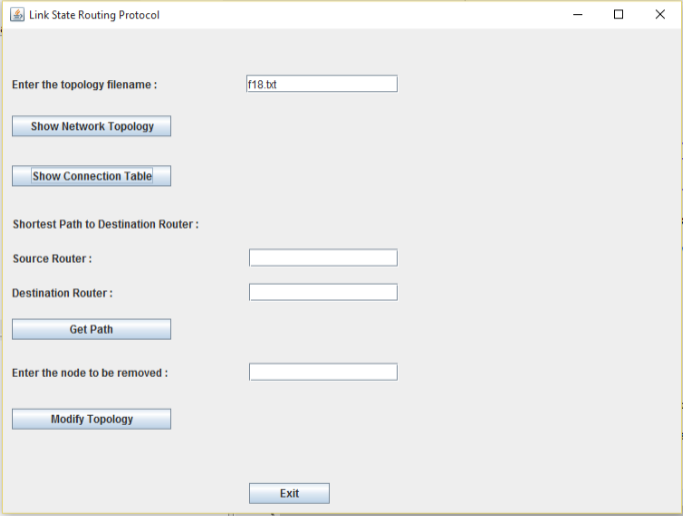 Link State Routing Protocol
Enter the topology filename : f18.txt
Show Network Topology
Show Connection Table
Shortest Path to Destination Router :
Source Router :
Destination Router :
Get Path
Enter the node to be removed :
Modify Topology
Exit